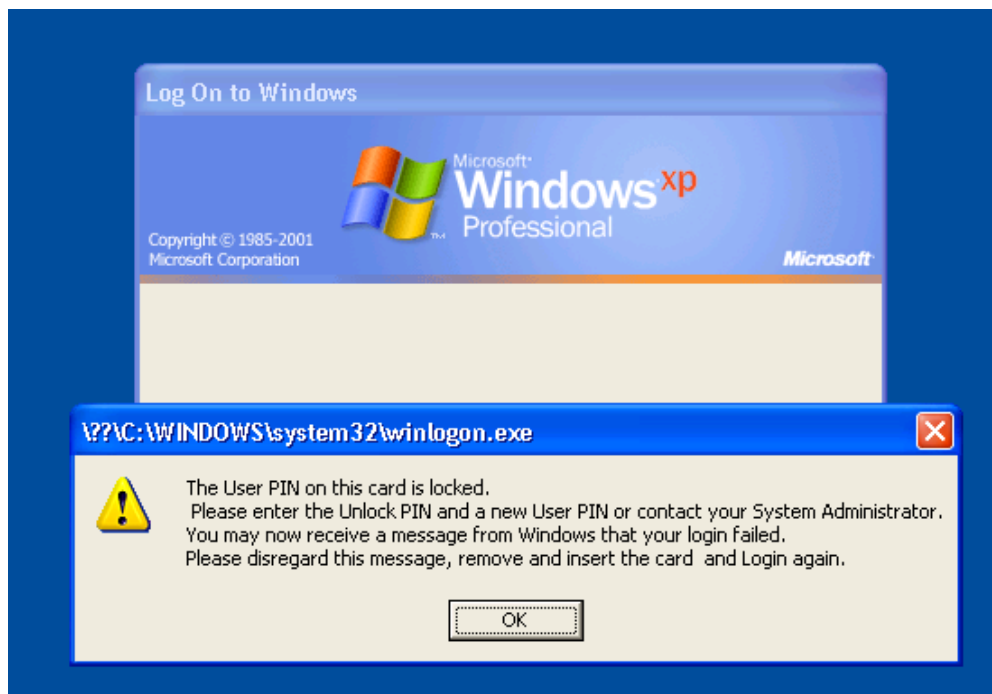 Log On to Windows
Microsoft
Windows xp
Professional
TM
Copyright © 1985-2001
Microsoft Corporation
Microsoft
\??\C:\WINDOWS\system32\winlogon.exe
The User PIN on this card is locked.
Please enter the Unlock PIN and a new User PIN or contact your System Administrator.
You may now receive a message from Windows that your login failed.
Please disregard this message, remove and insert the card and Login again.
OK